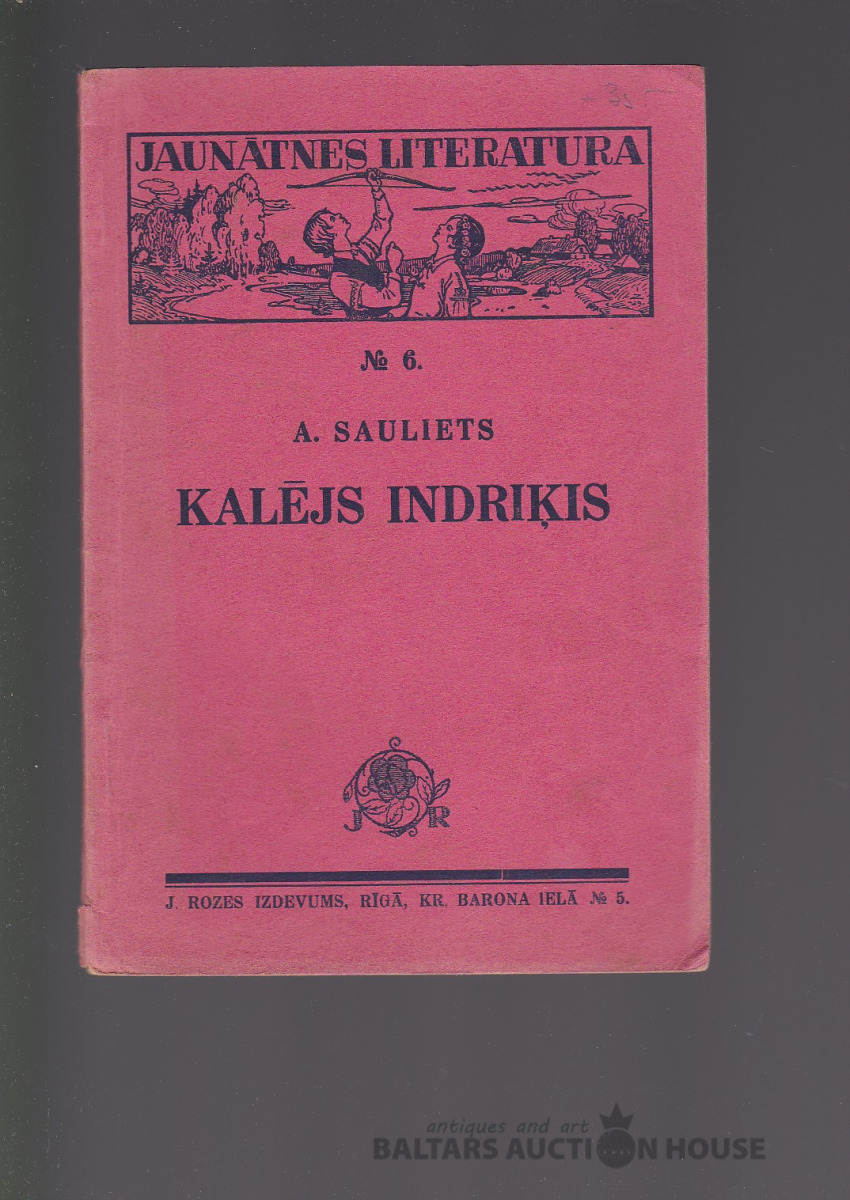 JAUNĀTNES LITERATURA
№ 6.
A. SAULIETS
KALĒJS INDRIĶIS
J R
J. ROZES IZDEVUMS, RĪGĀ, KR. BARONA IELĀ № 5.
antiques and art
BALTARS AUCTION HOUSE